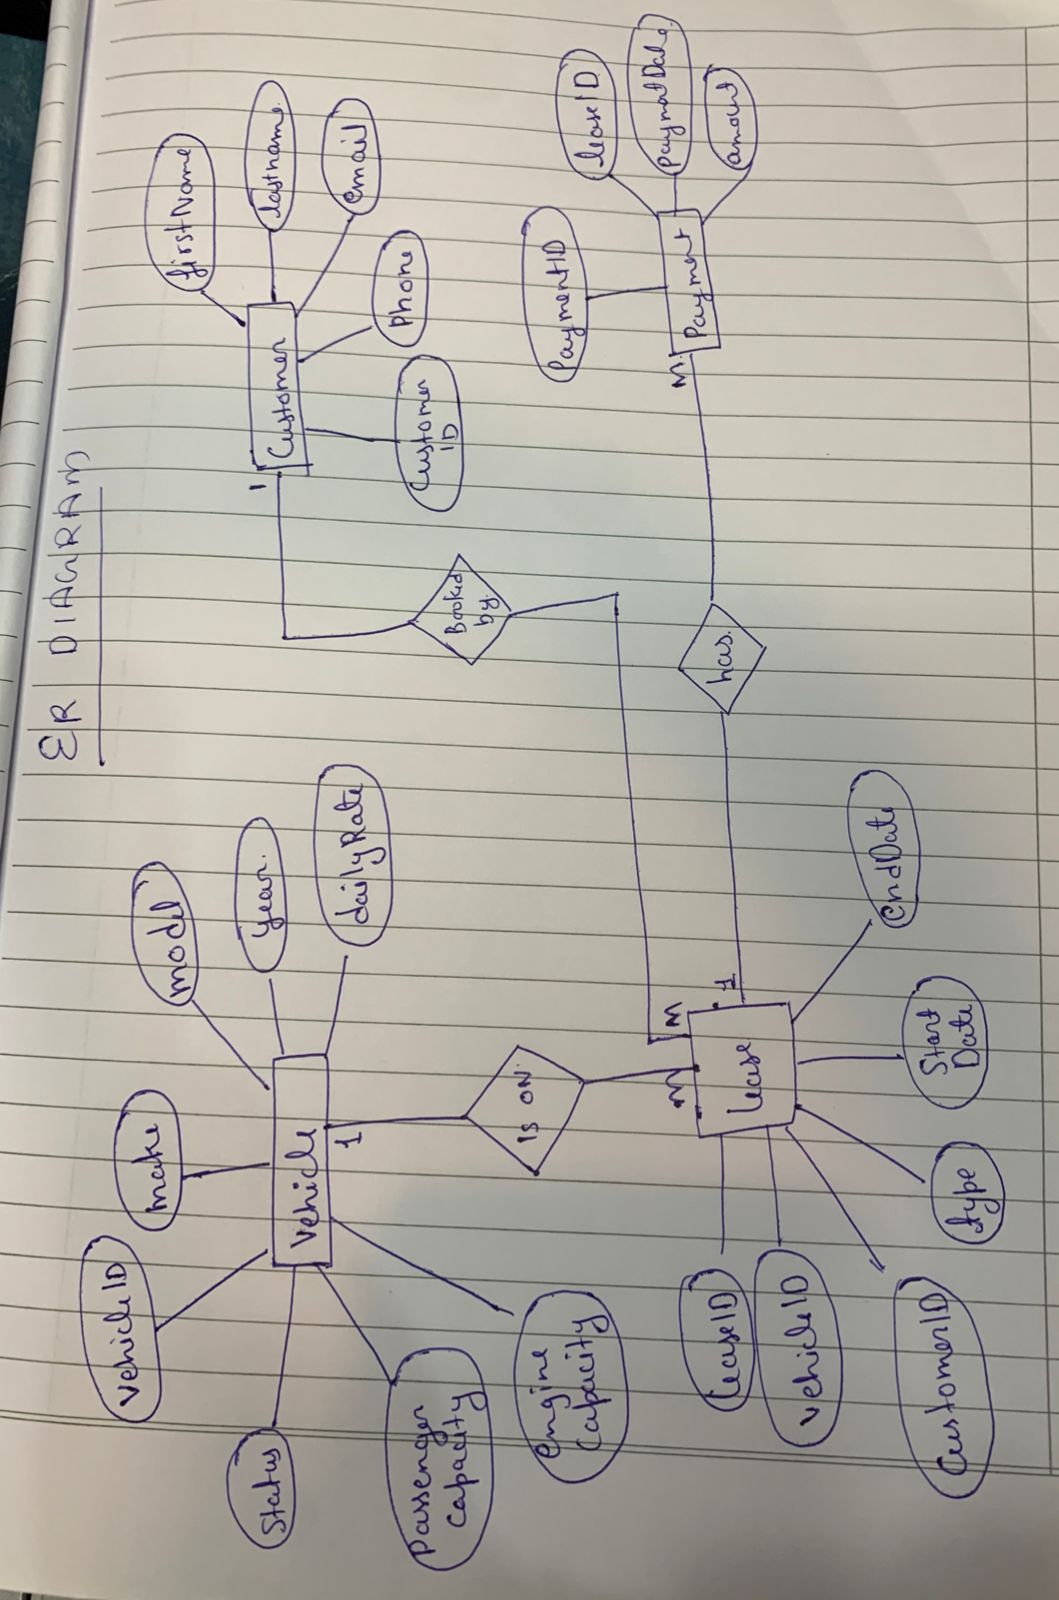 ER DIAGRAM
VehicleID
make
model
year.
dailyRate
Status
Passenger
Capacity
Engine
Capacity
Vehicle
1
Is on
M
firstName
lastname
email
Phone
Customer
ID
Customer
1
Booked
by.
M
lease
1
leaseID
vehicleID
CustomerID
type
Start
Date
EndDate
has.
M
Payment
PaymentID
leaseID
PaymntDate
amount